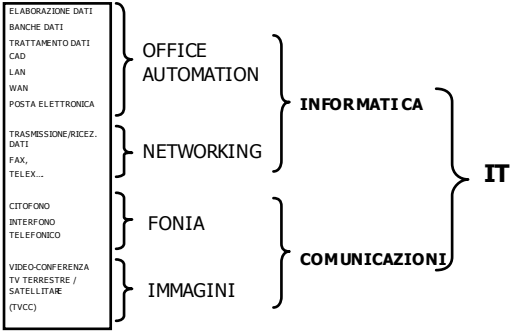 ELABORAZIONE DATI
BANCHE DATI
TRATTAMENTO DATI
CAD
LAN
WAN
POSTA ELETTRONICA
TRASMISSIONE/RICEZ.
DATI
FAX,
TELEX....
CITOFONO
INTERFONO
TELEFONICO
VIDEO-CONFERENZA
TV TERRESTRE /
SATELLITARE
(TVCC)
OFFICE
AUTOMATION
NETWORKING
FONIA
IMMAGINI
INFORMATICA
COMUNICAZIONI
IT